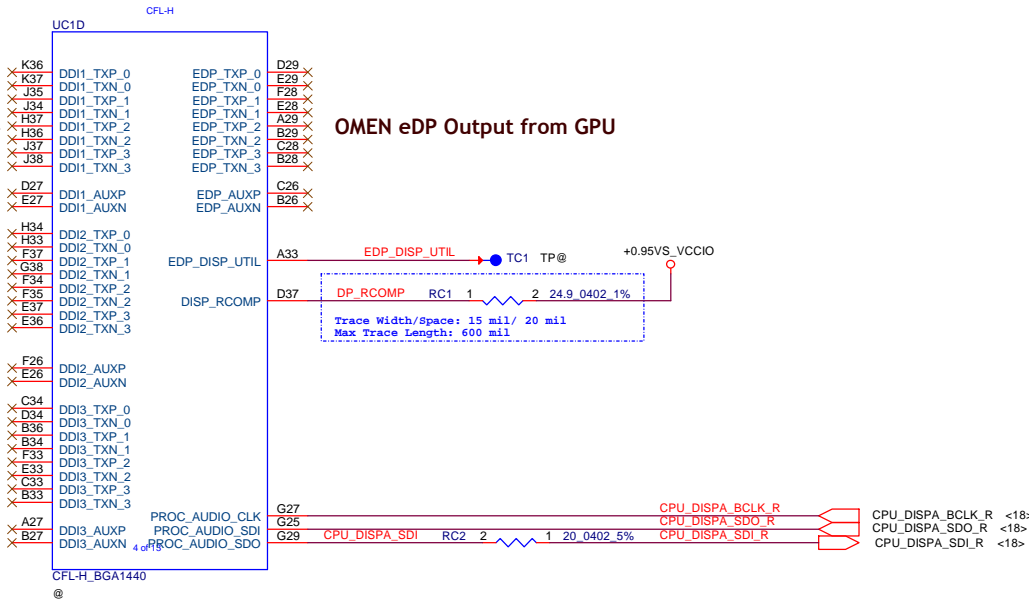 CFL-H
UC1D
K36 DDI1_TXP_0 EDP_TXP_0 D29
K37 DDI1_TXN_0 EDP_TXN_0 E29
J35 DDI1_TXP_1 EDP_TXP_1 F28
J34 DDI1_TXN_1 EDP_TXN_1 E28
H37 DDI1_TXP_2 EDP_TXP_2 A29
H36 DDI1_TXN_2 EDP_TXN_2 B29
J37 DDI1_TXP_3 EDP_TXP_3 C28
J38 DDI1_TXN_3 EDP_TXN_3 B28
OMEN eDP Output from GPU
D27 DDI1_AUXP EDP_AUXP C26
E27 DDI1_AUXN EDP_AUXN B26
H34 DDI2_TXP_0
H33 DDI2_TXN_0
F37 DDI2_TXP_1 EDP_DISP_UTIL A33 EDP_DISP_UTIL TC1 TP@ +0.95VS_VCCIO
G38 DDI2_TXN_1
F34 DDI2_TXP_2
F35 DDI2_TXN_2 DISP_RCOMP D37 DP_RCOMP RC1 1 2 24.9_0402_1%
E37 DDI2_TXP_3
E36 DDI2_TXN_3
Trace Width/Space: 15 mil/ 20 mil
Max Trace Length: 600 mil
F26 DDI2_AUXP
E26 DDI2_AUXN
C34 DDI3_TXP_0
D34 DDI3_TXN_0
B36 DDI3_TXP_1
B34 DDI3_TXN_1
F33 DDI3_TXP_2
E33 DDI3_TXN_2
C33 DDI3_TXP_3
B33 DDI3_TXN_3
PROC_AUDIO_CLK G27 CPU_DISPA_BCLK_R CPU_DISPA_BCLK_R <18>
A27 DDI3_AUXP PROC_AUDIO_SDI G25 CPU_DISPA_SDO_R CPU_DISPA_SDO_R <18>
B27 DDI3_AUXN 4 of 13 PROC_AUDIO_SDO G29 CPU_DISPA_SDI RC2 2 1 20_0402_5% CPU_DISPA_SDI_R CPU_DISPA_SDI_R <18>
CFL-H_BGA1440
@